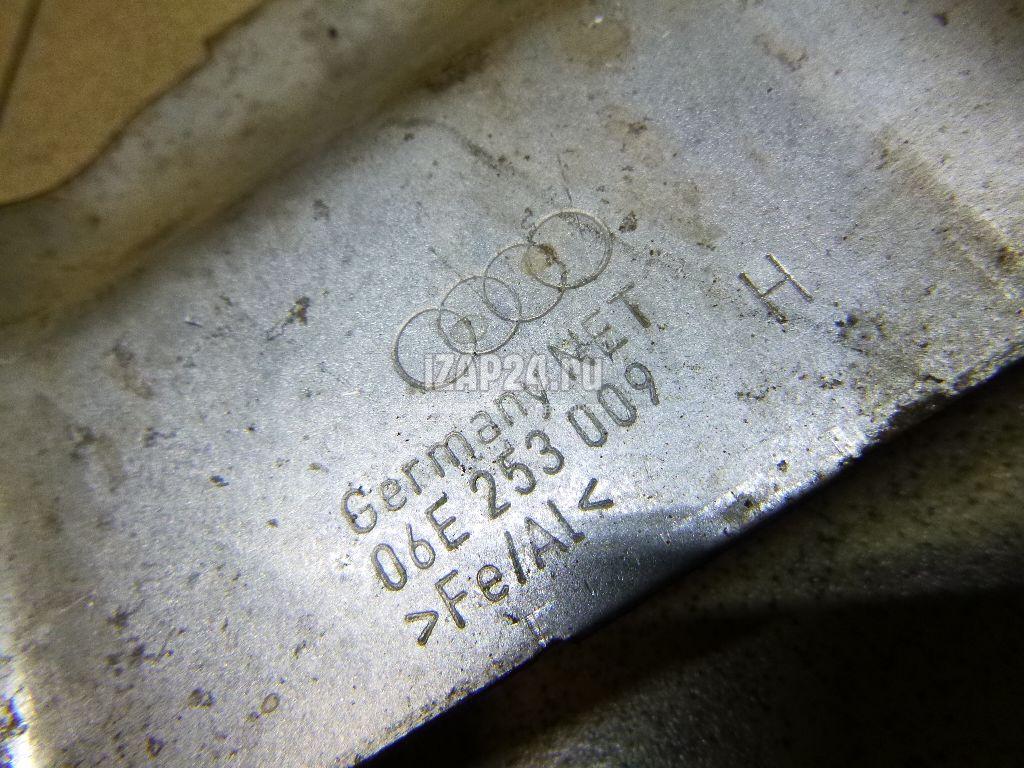 H
IZAP24.ru
Germany MET
06E 253 009
>Fe/Al<